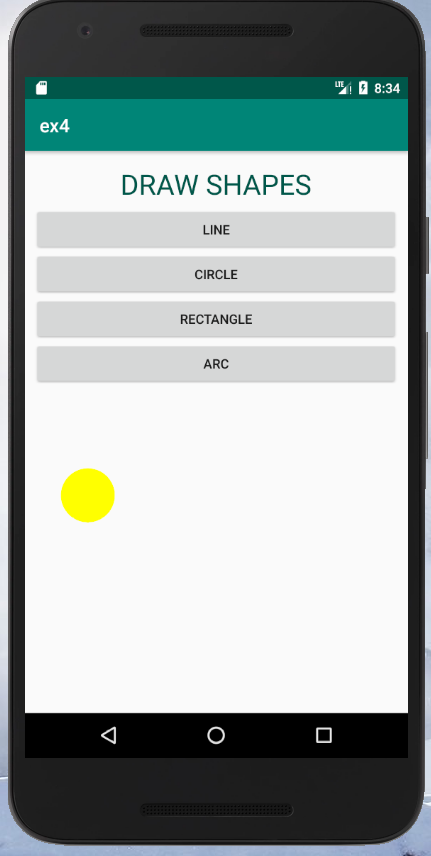 LTE 8:34
ex4
DRAW SHAPES
LINE
CIRCLE
RECTANGLE
ARC